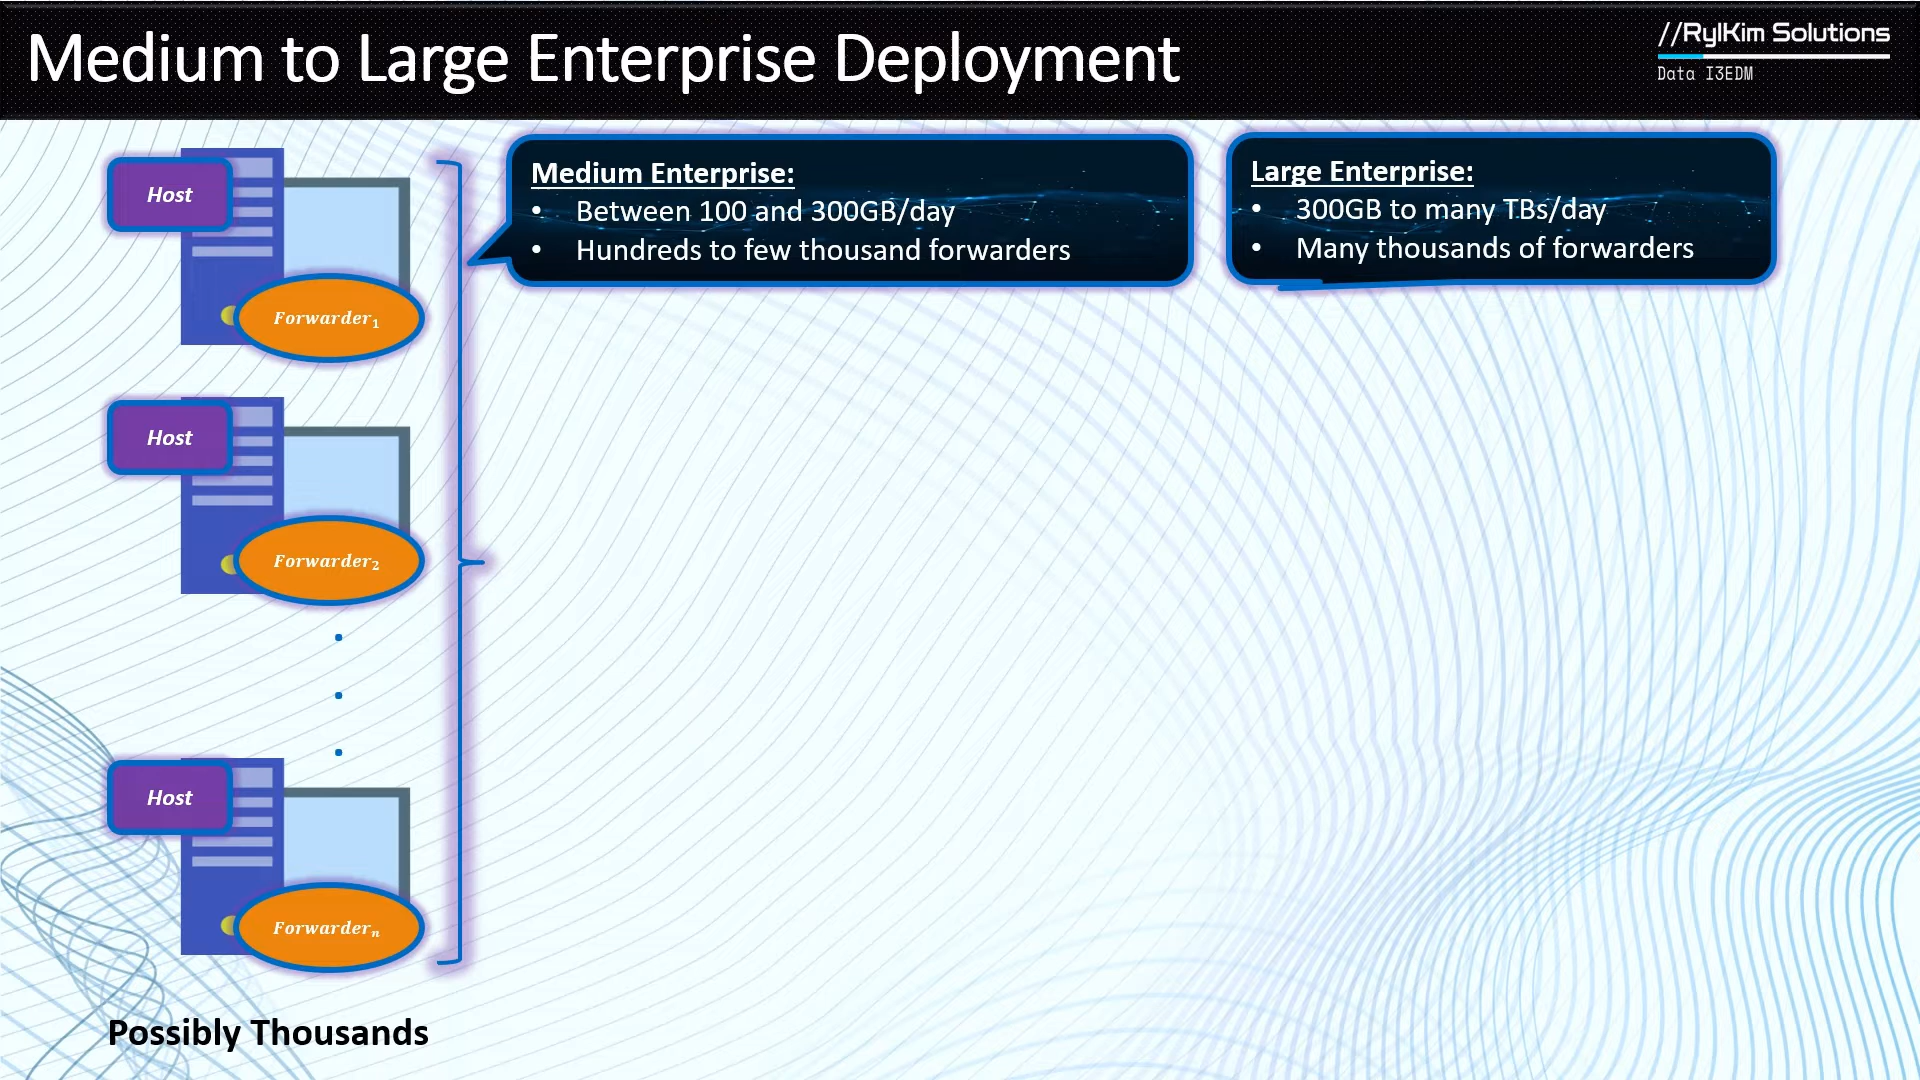 Medium to Large Enterprise Deployment
//RylKim Solutions
Data I3EDM
Medium Enterprise:
• Between 100 and 300GB/day
• Hundreds to few thousand forwarders
Large Enterprise:
• 300GB to many TBs/day
• Many thousands of forwarders
Host
Forwarder₁
Host
Forwarder₂
Host
Forwarderₙ
Possibly Thousands